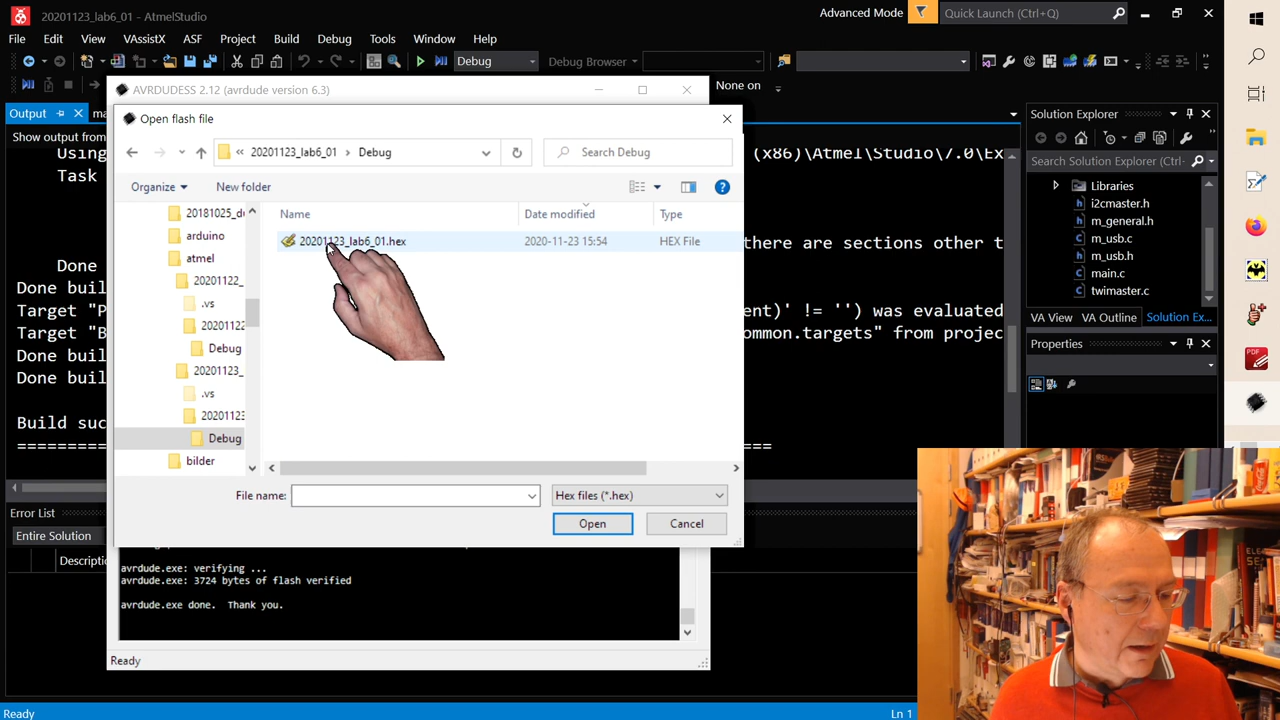 20201123_lab6_01 - AtmelStudio
Advanced Mode
Quick Launch (Ctrl+Q)
File Edit View VAssistX ASF Project Build Debug Tools Window Help
Debug
Debug Browser
AVRDUDESS 2.12 (avrdude version 6.3)
None on
Output
Open flash file
Solution Explorer
Show output from
20201123_lab6_01 > Debug
Search Debug
Using
(x86)\Atmel\Studio\7.0\Ex
Search Solution Explorer (Ctrl-
Task
Organize
New folder
Libraries
i2cmaster.h
m_general.h
m_usb.c
m_usb.h
main.c
twimaster.c
Name
Date modified
Type
20201123_lab6_01.hex
2020-11-23 15:54
HEX File
arduino
atmel
20201122_
.vs
Debug
20201123_
.vs
20201123
Debug
bilder
there are sections other t
Done
Done buil
Target "P
ent)' != '') was evaluated
Target "B
ommon.targets" from projec
Done buil
Done buil
Build suc
VA View VA Outline Solution Ex...
Properties
File name:
Hex files (*.hex)
Open
Cancel
Error List
Entire Solution
Descriptio
avrdude.exe: verifying ...
avrdude.exe: 3724 bytes of flash verified
avrdude.exe done. Thank you.
Ready
Ready
Ln 1
PDF